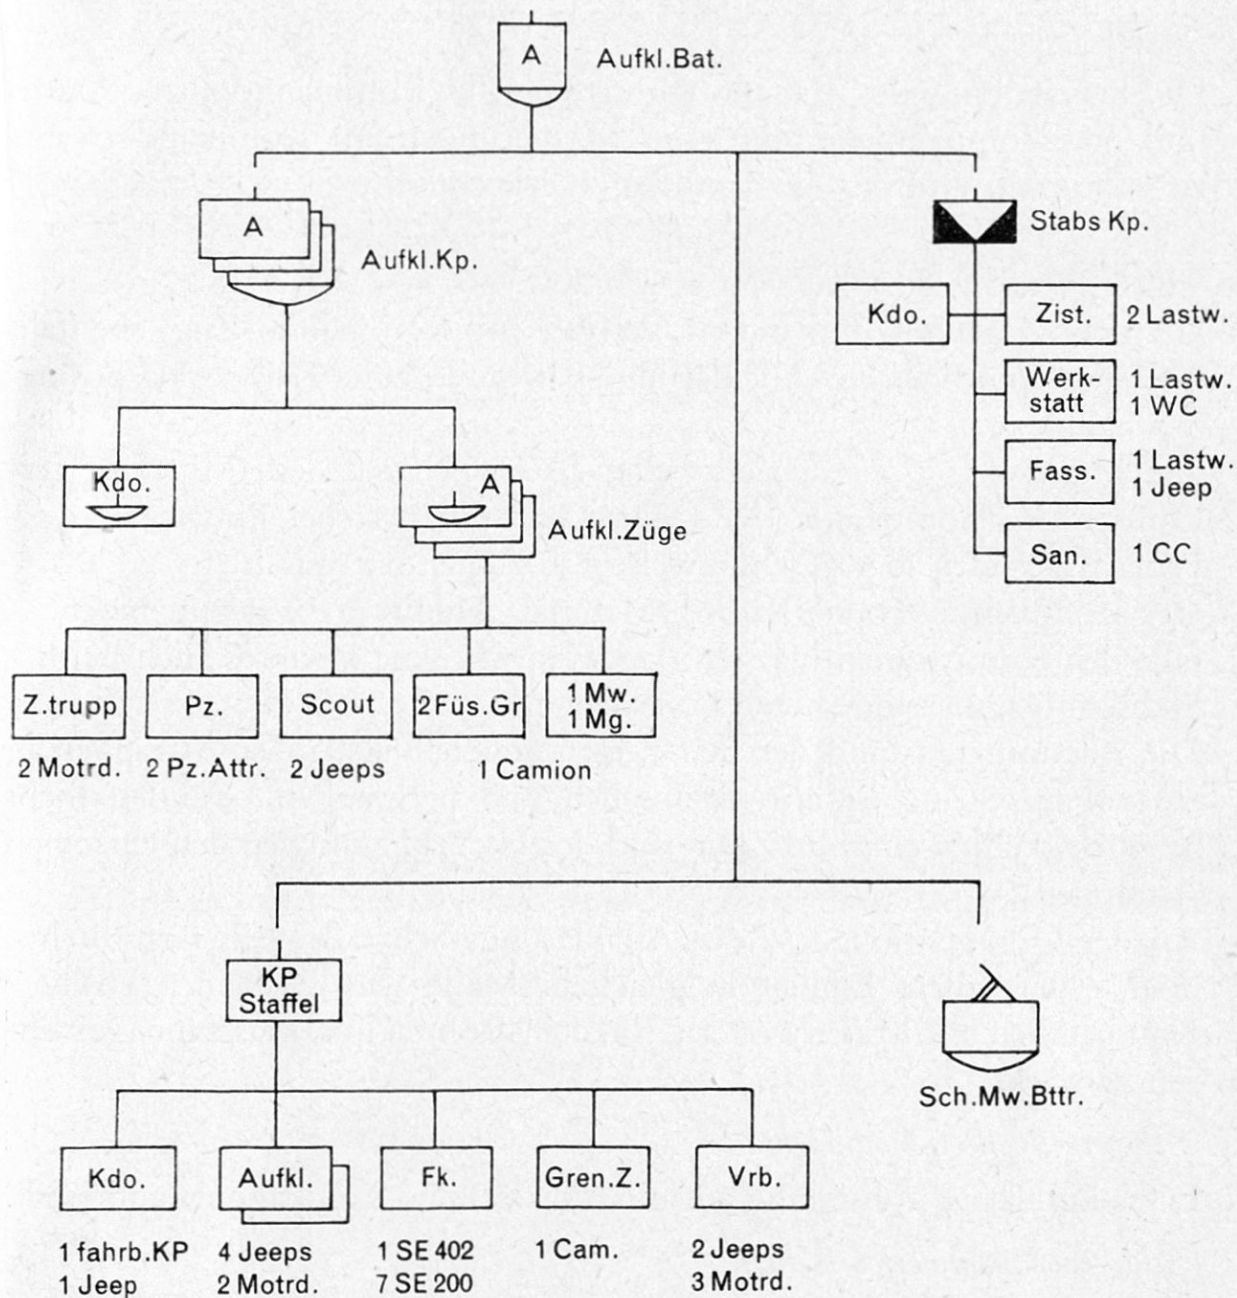 A
Aufkl.Bat.
A
Aufkl.Kp.
Stabs Kp.
Kdo.
Zist.
2 Lastw.
Werk-
statt
1 Lastw.
1 WC
Fass.
1 Lastw.
1 Jeep
San.
1 CC
Kdo.
A
Aufkl.Züge
Z.trupp
Pz.
Scout
2 Füs.Gr
1 Mw.
1 Mg.
2 Motrd.
2 Pz.Attr.
2 Jeeps
1 Camion
KP
Staffel
Sch.Mw.Bttr.
Kdo.
Aufkl.
Fk.
Gren.Z.
Vrb.
1 fahrb.KP
1 Jeep
4 Jeeps
2 Motrd.
1 SE 402
7 SE 200
1 Cam.
2 Jeeps
3 Motrd.